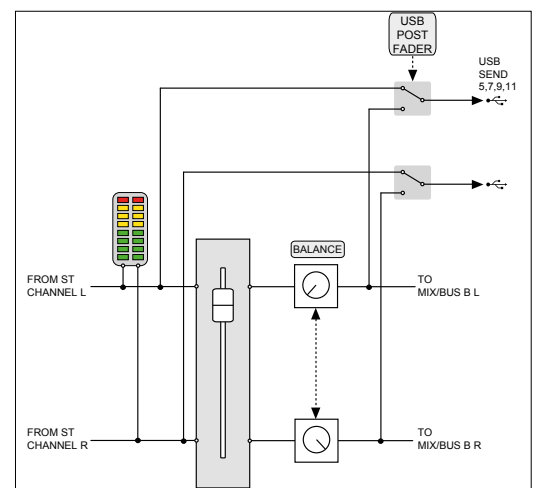 USB
POST
FADER
USB
SEND
5,7,9,11
BALANCE
FROM ST
CHANNEL L
TO
MIX/BUS B L
FROM ST
CHANNEL R
TO
MIX/BUS B R